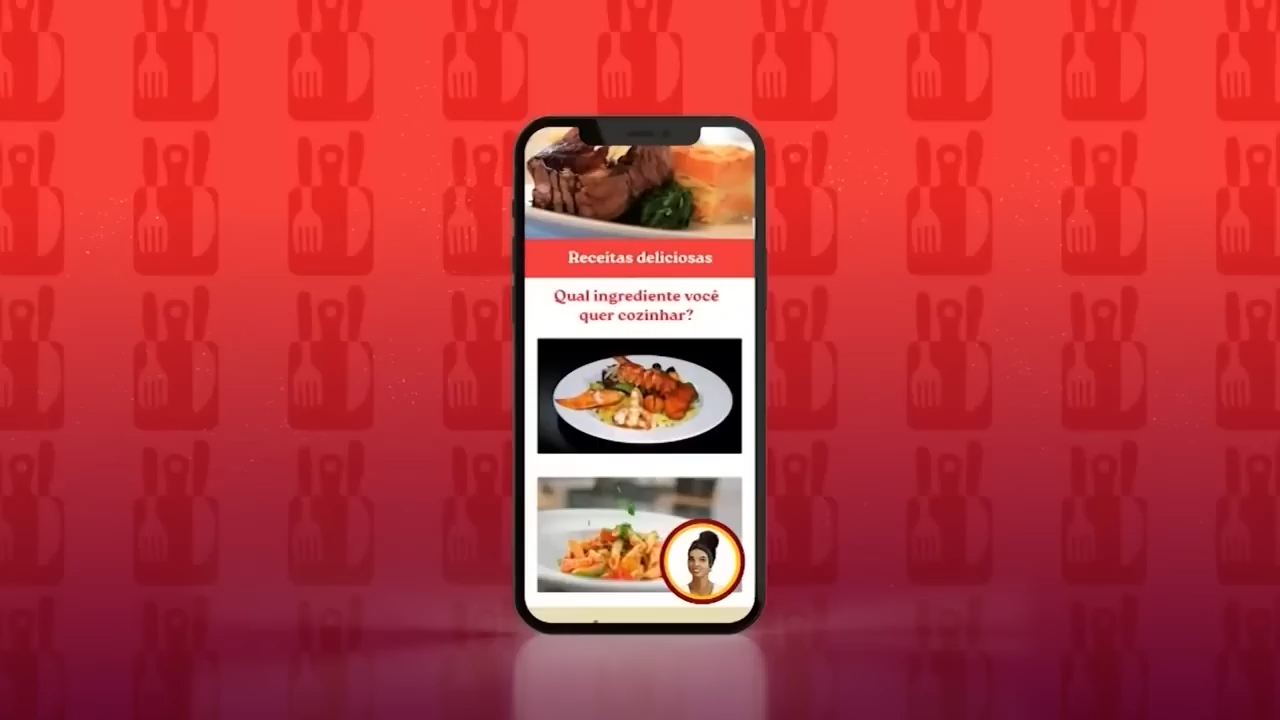 Receitas deliciosas
Qual ingrediente você
quer cozinhar?